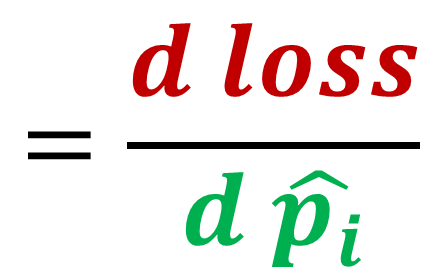 = d loss
d p̂ᵢ